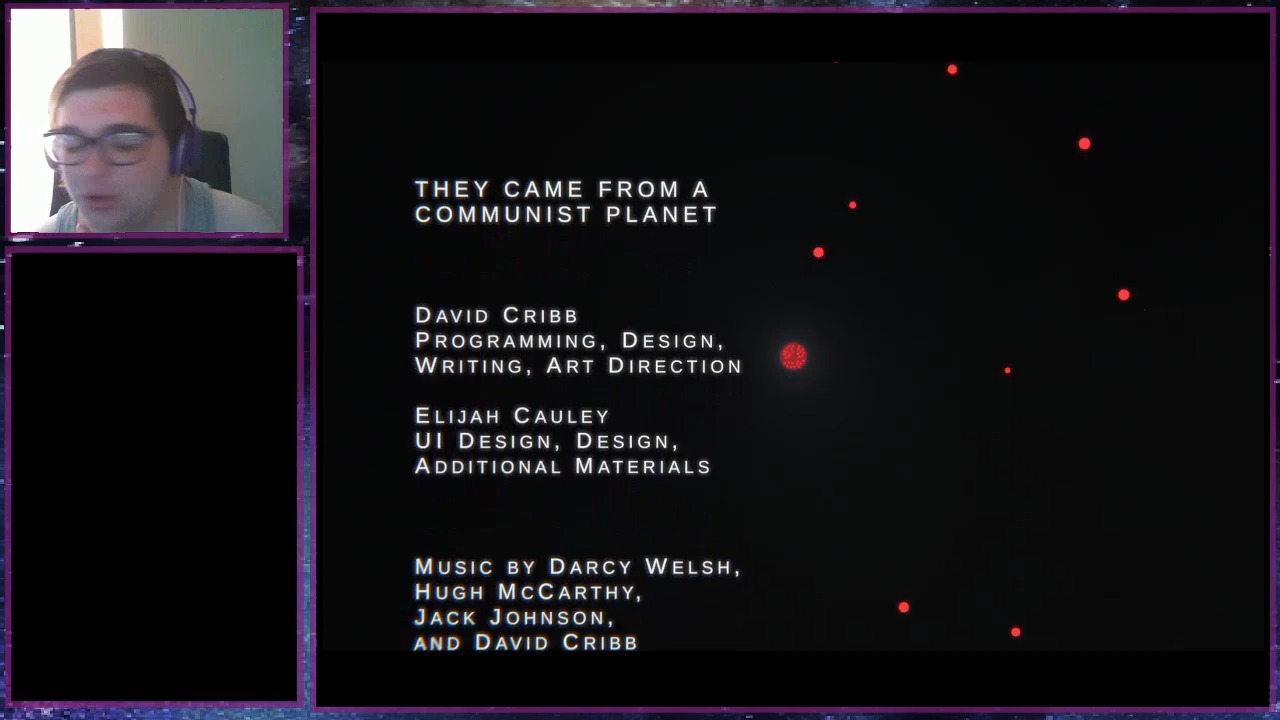 THEY CAME FROM A
COMMUNIST PLANET
DAVID CRIBB
PROGRAMMING, DESIGN,
WRITING, ART DIRECTION
ELIJAH CAULEY
UI DESIGN, DESIGN,
ADDITIONAL MATERIALS
MUSIC BY DARCY WELSH,
HUGH MCCARTHY,
JACK JOHNSON,
AND DAVID CRIBB